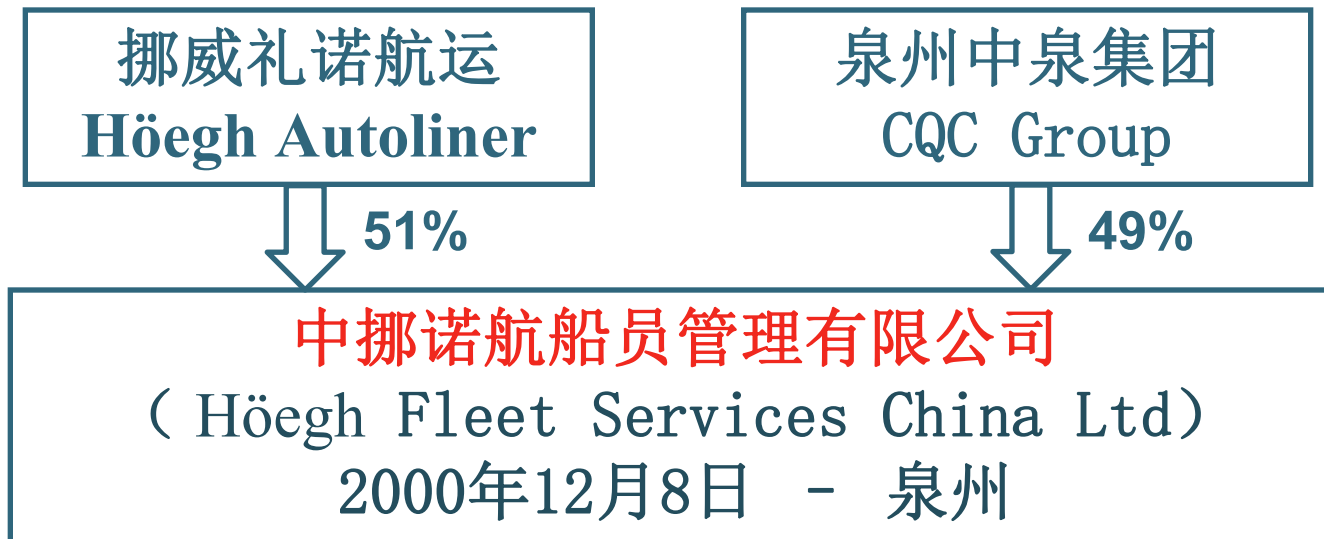 挪威礼诺航运
Höegh Autoliner
泉州中泉集团
CQC Group
51%
49%
中挪诺航船员管理有限公司
（ Höegh Fleet Services China Ltd）
2000年12月8日 - 泉州